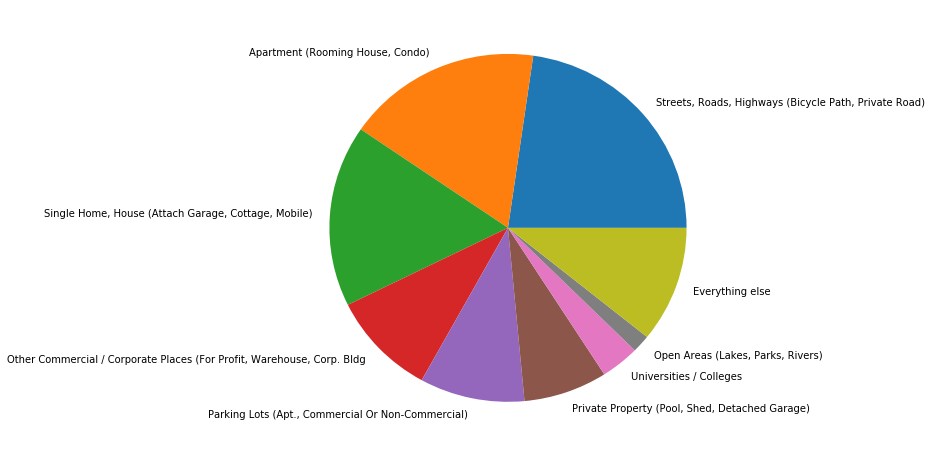 Apartment (Rooming House, Condo)
Streets, Roads, Highways (Bicycle Path, Private Road)
Single Home, House (Attach Garage, Cottage, Mobile)
Everything else
Other Commercial / Corporate Places (For Profit, Warehouse, Corp. Bldg
Open Areas (Lakes, Parks, Rivers)
Universities / Colleges
Parking Lots (Apt., Commercial Or Non-Commercial)
Private Property (Pool, Shed, Detached Garage)